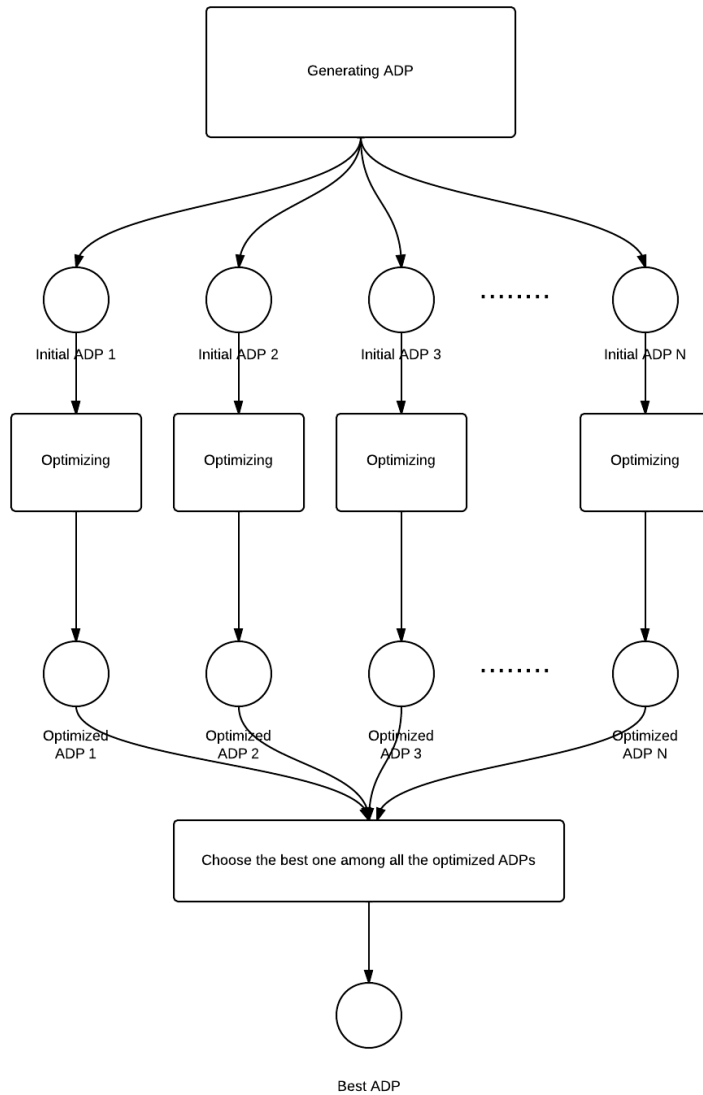 Generating ADP
Initial ADP 1
Initial ADP 2
Initial ADP 3
........
Initial ADP N
Optimizing
Optimizing
Optimizing
Optimizing
........
Optimized
ADP 1
Optimized
ADP 2
Optimized
ADP 3
Optimized
ADP N
Choose the best one among all the optimized ADPs
Best ADP